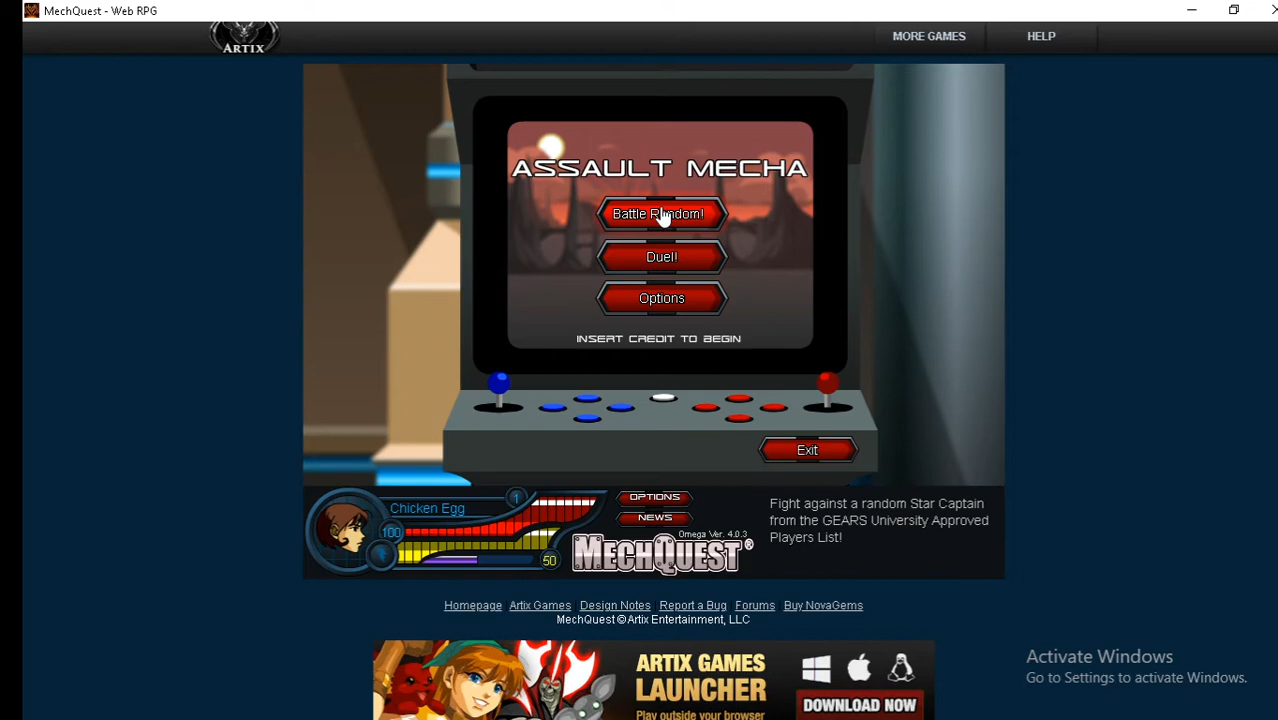 MechQuest - Web RPG
ARTIX
MORE GAMES
HELP
ASSAULT MECHA
Battle Random!
Duel!
Options
INSERT CREDIT TO BEGIN
Exit
Chicken Egg
1
100
50
OPTIONS
NEWS
Omega Ver. 4.0.3
MECHQUEST®
Fight against a random Star Captain
from the GEARS University Approved
Players List!
Homepage Artix Games Design Notes Report a Bug Forums Buy NovaGems
MechQuest © Artix Entertainment, LLC
ARTIX GAMES
LAUNCHER
Play outside your browser
DOWNLOAD NOW
Activate Windows
Go to Settings to activate Windows.